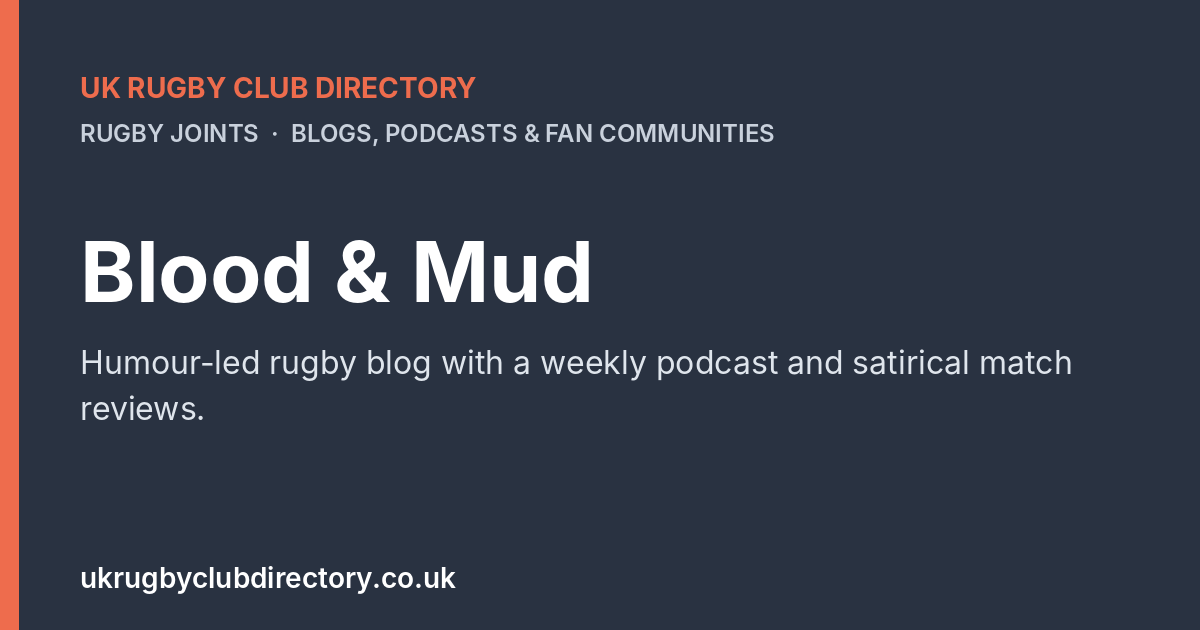 UK RUGBY CLUB DIRECTORY
RUGBY JOINTS · BLOGS, PODCASTS & FAN COMMUNITIES
Blood & Mud
Humour-led rugby blog with a weekly podcast and satirical match
reviews.
ukrugbyclubdirectory.co.uk